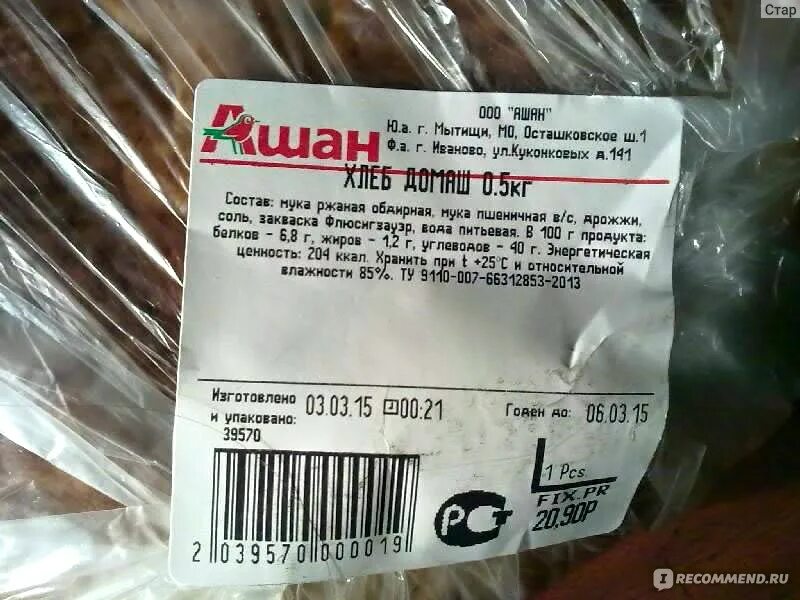 Стар
ООО "АШАН"
Ашан
Ю.а. г. Мытищи, МО, Осташковское ш.1
Ф.а. г. Иваново, ул.Куконковых д.141
ХЛЕБ ДОМАШ 0.5кг
Состав: мука ржаная обдирная, мука пшеничная в/с, дрожжи,
соль, закваска Флюсигзауэр, вода питьевая. В 100 г продукта:
белков - 6,8 г, жиров - 1,2 г, углеводов - 40 г. Энергетическая
ценность: 204 ккал. Хранить при t +25°С и относительной
влажности 85%. ТУ 9110-007-66312853-2013
Изготовлено
и упаковано: 03.03.15 00:21 Годен до: 06.03.15
39570
1 Pcs
FIX.PR
20,90Р
РСТ
2 039570 000019
IRECOMMEND.RU